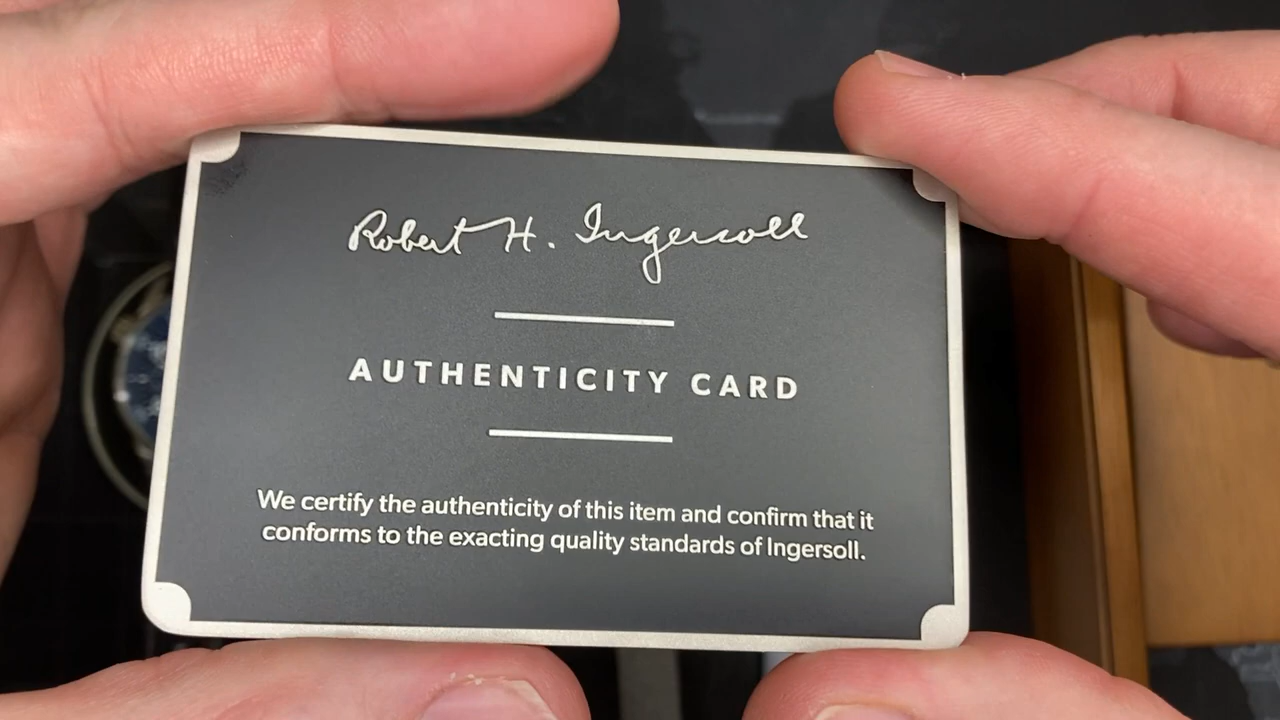 Robert H. Ingersoll
AUTHENTICITY CARD
We certify the authenticity of this item and confirm that it
conforms to the exacting quality standards of Ingersoll.